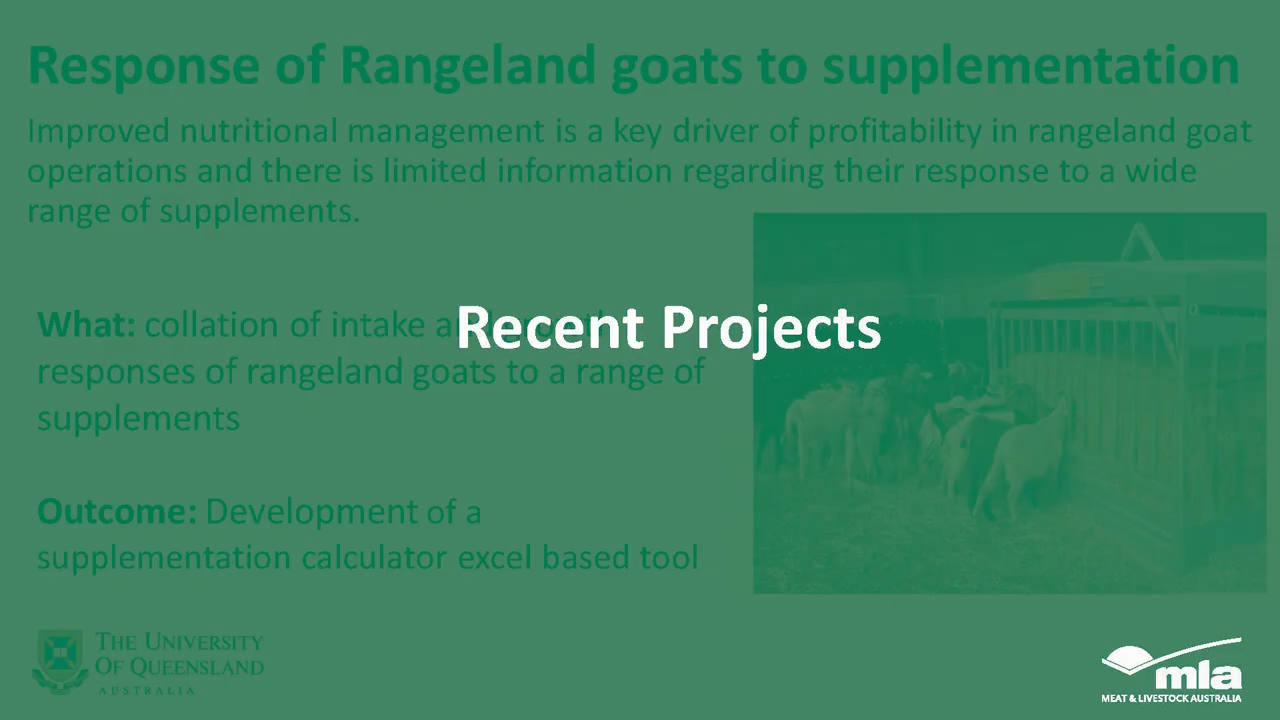 Response of Rangeland goats to supplementation
Improved nutritional management is a key driver of profitability in rangeland goat
operations and there is limited information regarding their response to a wide
range of supplements.
Recent Projects
What: collation of intake
responses of rangeland goats to a range of
supplements
Outcome: Development of a
supplementation calculator excel based tool
THE UNIVERSITY
OF QUEENSLAND
AUSTRALIA
mla
MEAT & LIVESTOCK AUSTRALIA